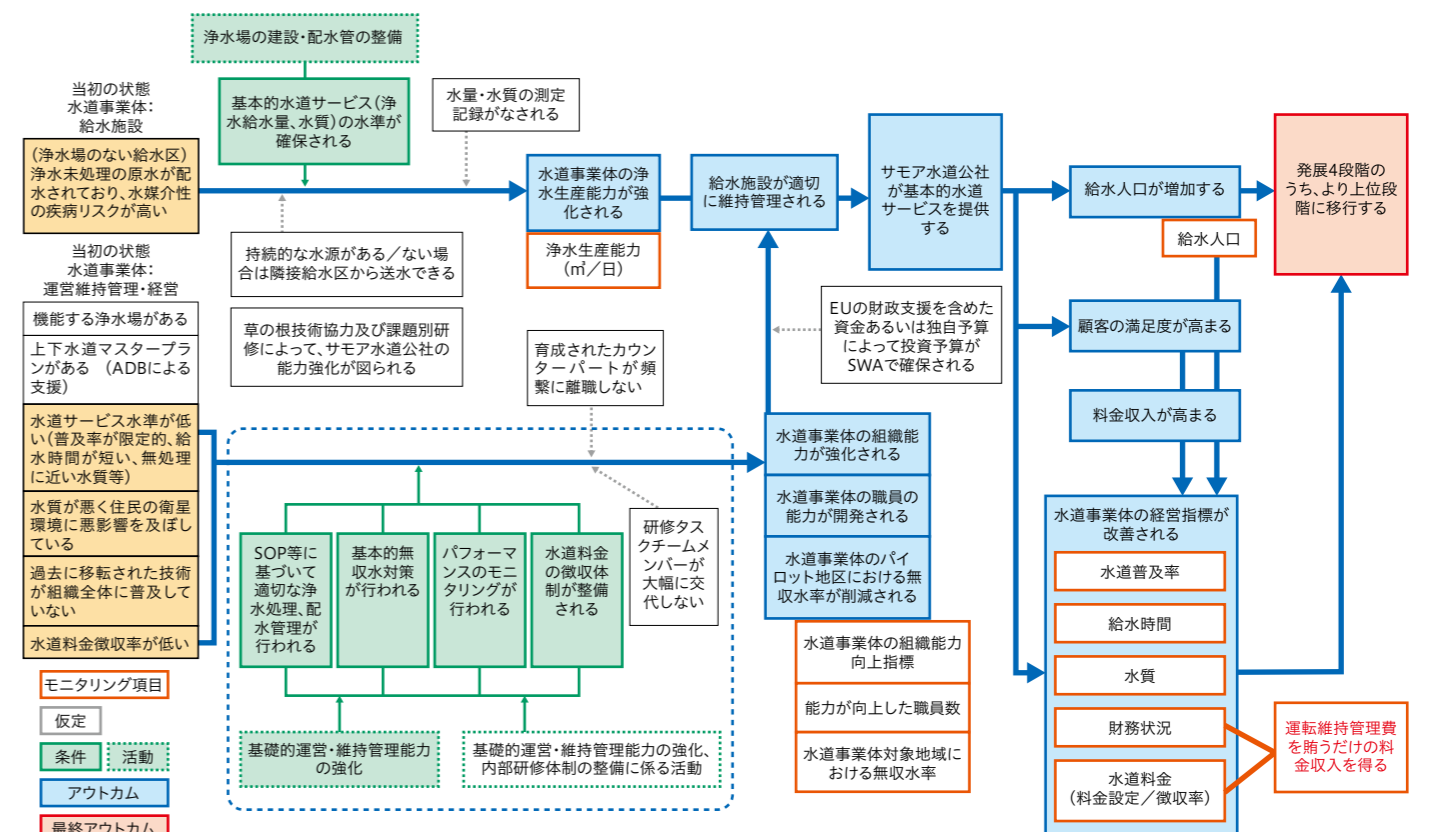 浄水場の建設・配水管の整備
当初の状態
水道事業体：
給水施設
基本的水道サービス（浄
水給水量、水質）の水準が
確保される
水量・水質の測定
記録がなされる
（浄水場のない給水区）
浄水未処理の原水が配
水されており、水媒介性
の疾病リスクが高い
水道事業体の浄
水生産能力が強
化される
浄水生産能力
（㎥／日）
給水施設が適切
に維持管理される
サモア水道公社
が基本的水道
サービスを提供
する
給水人口が増加する
給水人口
発展4段階の
うち、より上位段
階に移行する
当初の状態
水道事業体：
運営維持管理・経営
持続的な水源がある／ない場
合は隣接給水区から送水できる
機能する浄水場がある
上下水道マスタープラ
ンがある （ADBによる
支援）
草の根技術協力及び課題別研
修によって、サモア水道公社の
能力強化が図られる
育成されたカウン
ターパートが頻
繫に離職しない
EUの財政支援を含めた
資金あるいは独自予算
によって投資予算が
SWAで確保される
顧客の満足度が高まる
料金収入が高まる
水道サービス水準が低
い（普及率が限定的、給
水時間が短い、無処理
に近い水質等）
水質が悪く住民の衛星
環境に悪影響を及ぼし
ている
過去に移転された技術
が組織全体に普及して
いない
水道料金徴収率が低い
水道事業体の組織能
力が強化される
水道事業体の職員の
能力が開発される
水道事業体のパイ
ロット地区における無
収水率が削減される
SOP等に
基づいて
適切な浄
水処理、配
水管理が
行われる
基本的無
収水対策
が行われる
パフォーマ
ンスのモニ
タリングが
行われる
水道料金
の徴収体
制が整備
される
研修タス
クチームメ
ンバーが
大幅に交
代しない
水道事業体の組織能力
向上指標
能力が向上した職員数
水道事業体対象地域に
おける無収水率
水道事業体の経営指標が
改善される
水道普及率
給水時間
水質
財務状況
水道料金
（料金設定／徴収率）
運転維持管理費
を賄うだけの料
金収入を得る
基礎的運営・維持管理能力
の強化
基礎的運営・維持管理能力の強化、
内部研修体制の整備に係る活動
モニタリング項目
仮定
条件
活動
アウトカム
最終アウトカム